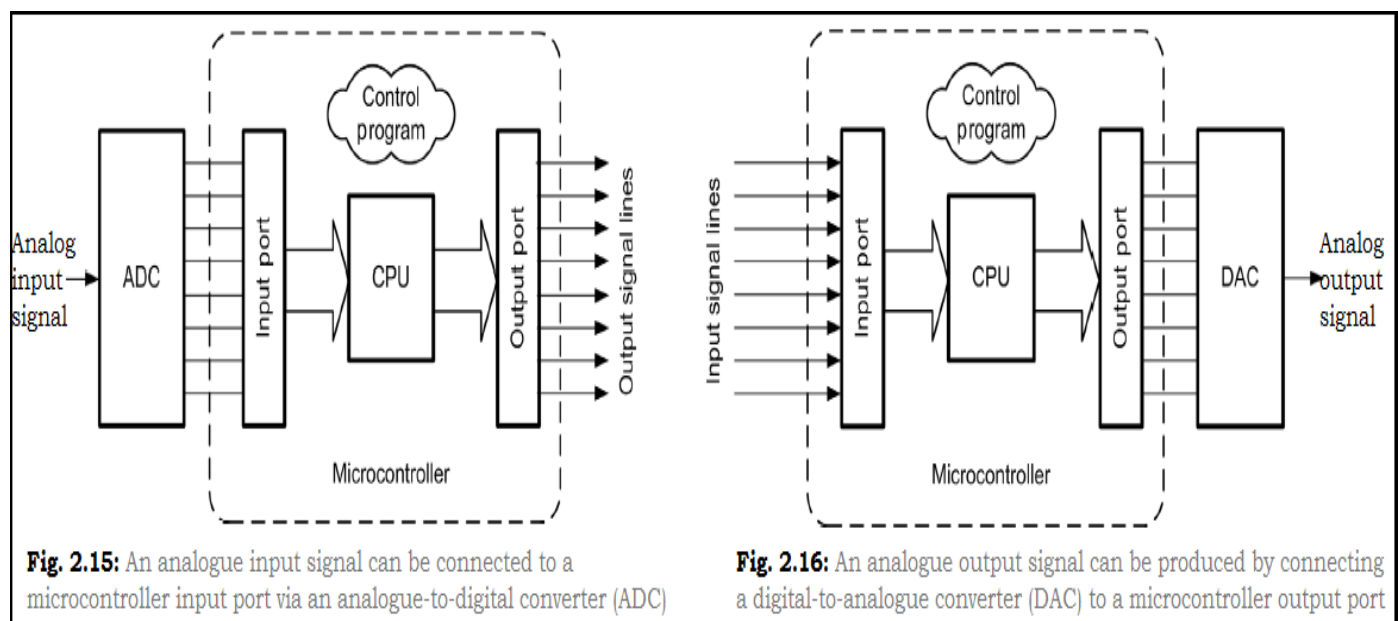 Control
program
Analog
input
signal
ADC
Input port
CPU
Output port
Output signal lines
Microcontroller
Fig. 2.15: An analogue input signal can be connected to a
microcontroller input port via an analogue-to-digital converter (ADC)
Control
program
Input signal lines
Input port
CPU
Output port
DAC
Analog
output
signal
Microcontroller
Fig. 2.16: An analogue output signal can be produced by connecting
a digital-to-analogue converter (DAC) to a microcontroller output port